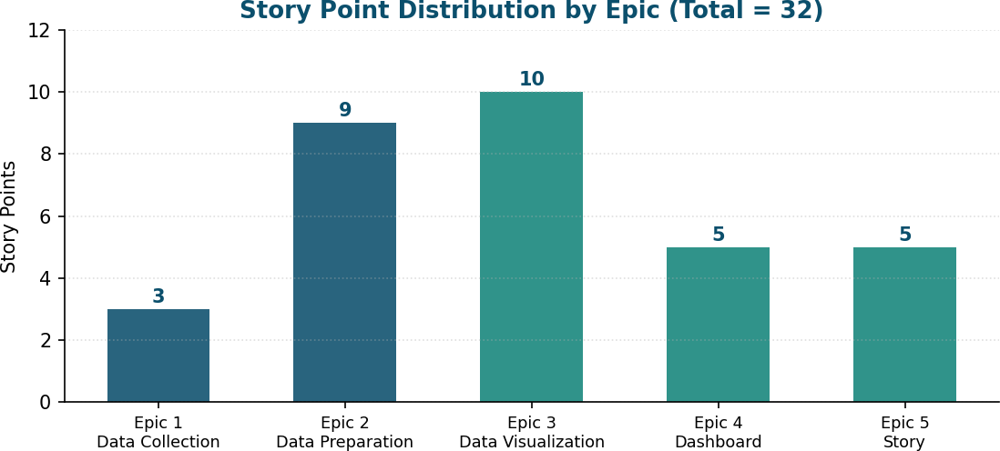 Story Point Distribution by Epic (Total = 32)
Story Points
12
10
8
6
4
2
0
3
9
10
5
5
Epic 1
Data Collection
Epic 2
Data Preparation
Epic 3
Data Visualization
Epic 4
Dashboard
Epic 5
Story